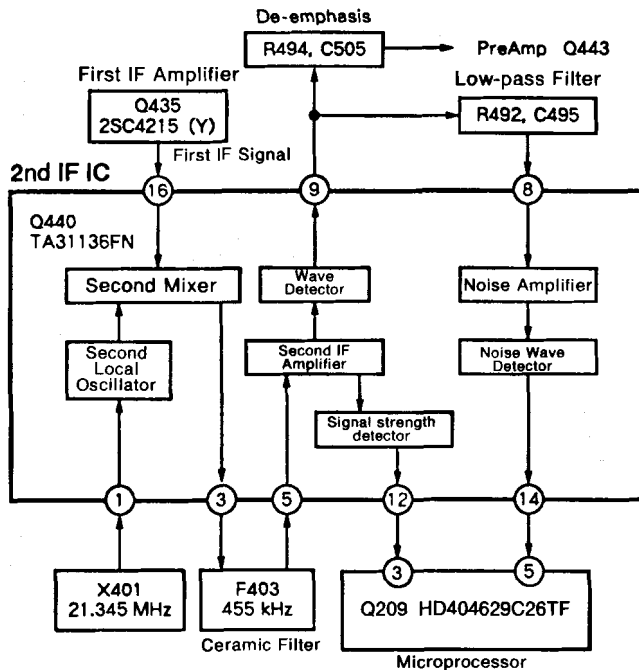 De-emphasis
R494, C505
PreAmp Q443
First IF Amplifier
Low-pass Filter
Q435
2SC4215 (Y)
R492, C495
First IF Signal
2nd IF IC
16
9
8
Q440
TA31136FN
Second Mixer
Wave
Detector
Noise Amplifier
Second
Local
Oscillator
Second IF
Amplifier
Noise Wave
Detector
Signal strength
detector
1
3
5
12
14
X401
21.345 MHz
F403
455 kHz
Ceramic Filter
3
5
Q209 HD404629C26TF
Microprocessor